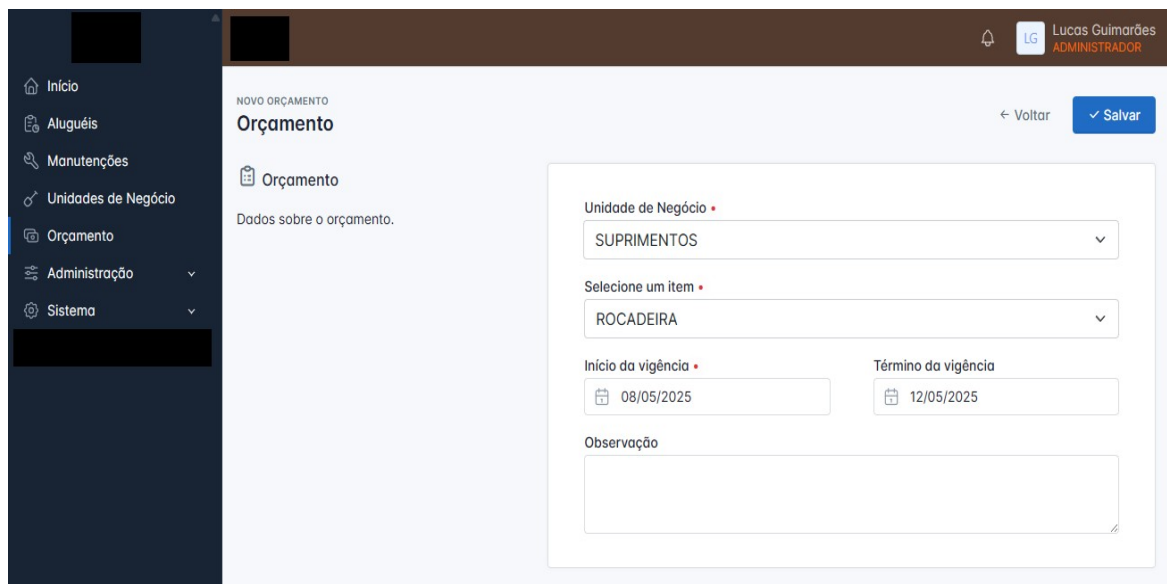 Lucas Guimarães
LG
ADMINISTRADOR
Início
Aluguéis
Manutenções
Unidades de Negócio
Orçamento
Administração
Sistema
NOVO ORÇAMENTO
Orçamento
← Voltar
✓ Salvar
Orçamento
Dados sobre o orçamento.
Unidade de Negócio •
SUPRIMENTOS
Selecione um item •
ROCADEIRA
Início da vigência •
Término da vigência
08/05/2025
12/05/2025
Observação